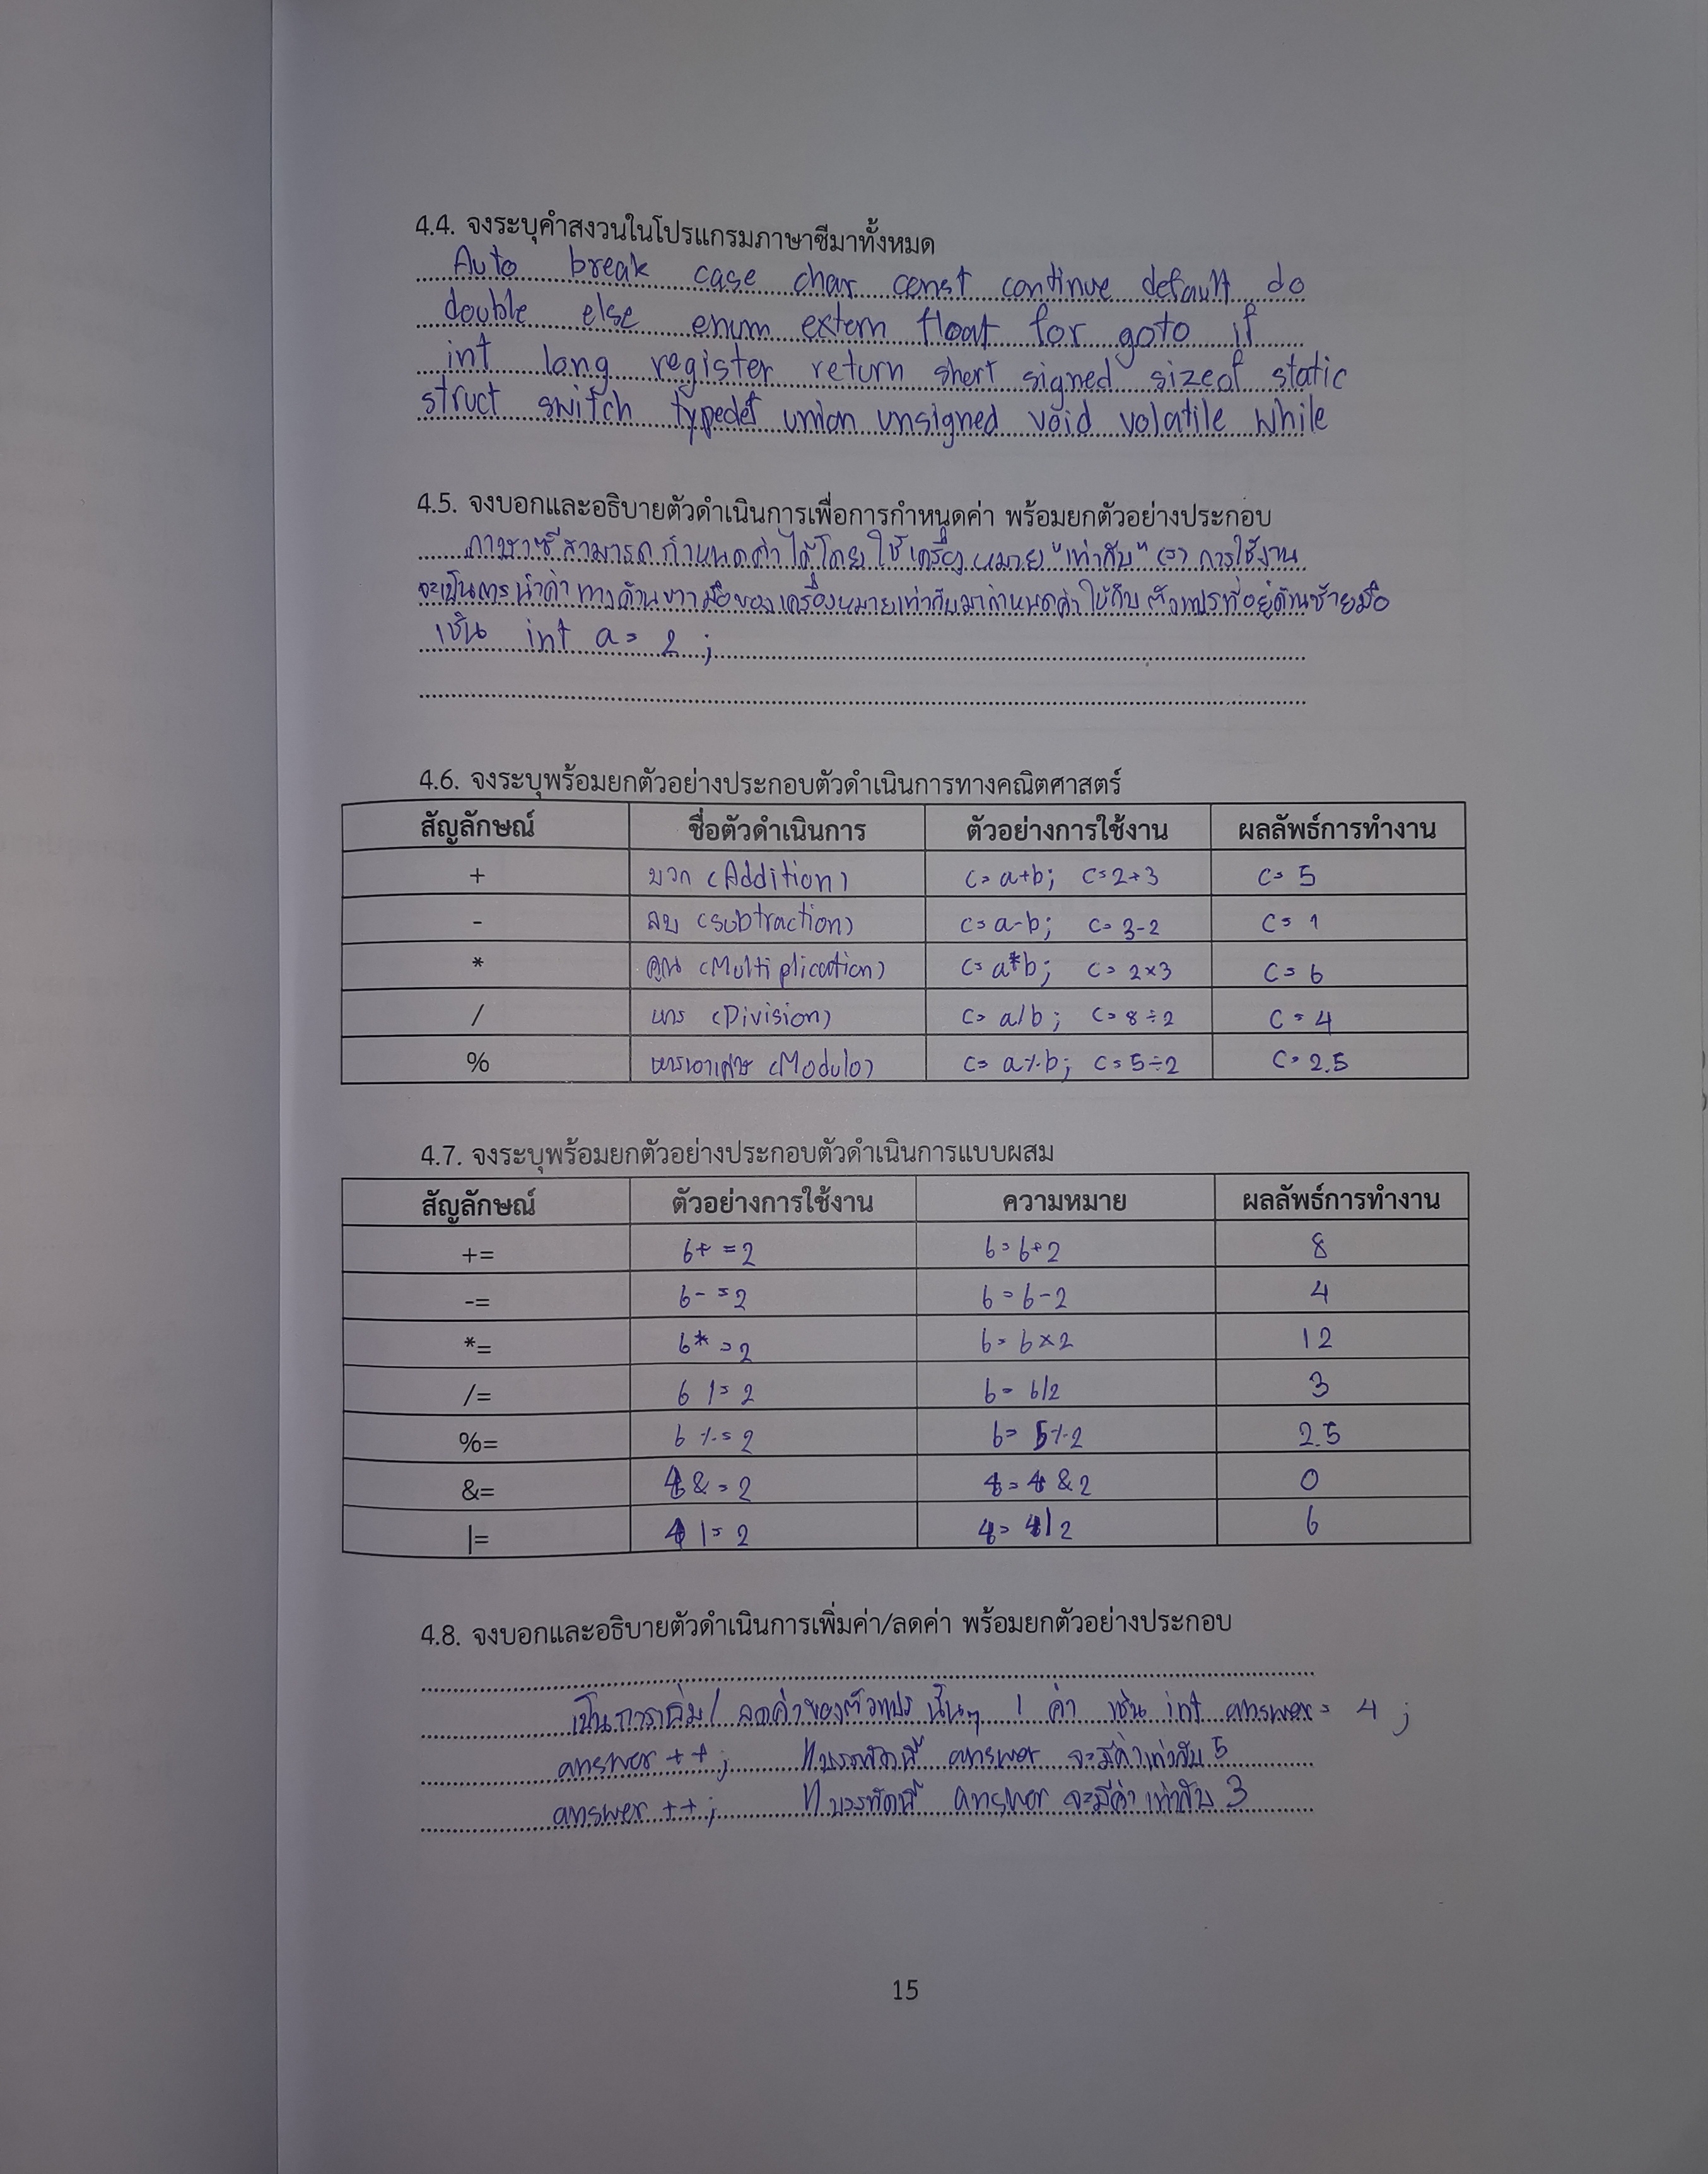 4.4. จงระบุคำสงวนในโปรแกรมภาษาซีมาทั้งหมด
Auto break case char const continue default do
double else enum extern float for goto if
int long register return short signed sizeof static
struct switch typedef union unsigned void volatile while
4.5. จงบอกและอธิบายตัวดำเนินการเพื่อการกำหนดค่า พร้อมยกตัวอย่างประกอบ
ภาษาซีสามารถกำหนดค่าได้โดยใช้เครื่องหมาย "เท่ากับ" (=) การใช้งาน
จะเป็นการนำค่าทางด้านขวามือของเครื่องหมายเท่ากับมากำหนดค่าให้กับตัวแปรที่อยู่ด้านซ้ายมือ
เช่น int a = 2 ;
4.6. จงระบุพร้อมยกตัวอย่างประกอบตัวดำเนินการทางคณิตศาสตร์
สัญลักษณ์ ชื่อตัวดำเนินการ ตัวอย่างการใช้งาน ผลลัพธ์การทำงาน
+ บวก (Addition) c = a+b; c = 2+3 c = 5
- ลบ (Subtraction) c = a-b; c = 3-2 c = 1
* คูณ (Multiplication) c = a*b; c = 2×3 c = 6
/ หาร (Division) c = a/b; c = 8÷2 c = 4
% หารเอาเศษ (Modulo) c = a%b; c = 5÷2 c = 2.5
4.7. จงระบุพร้อมยกตัวอย่างประกอบตัวดำเนินการแบบผสม
สัญลักษณ์ ตัวอย่างการใช้งาน ความหมาย ผลลัพธ์การทำงาน
+= 6+ =2 6=6+2 8
-= 6- =2 6=6-2 4
*= 6* =2 6= 6×2 12
/= 6 /= 2 6= 6/2 3
%= 6 %= 2 6= 5%2 2.5
&= 4 &= 2 4=4 &2 0
|= 4 |= 2 4= 4|2 6
4.8. จงบอกและอธิบายตัวดำเนินการเพิ่มค่า/ลดค่า พร้อมยกตัวอย่างประกอบ
เป็นการเพิ่ม/ ลดค่าของตัวแปร นั้นๆ 1 ค่า เช่น int answer = 4 ;
answer ++ ; // บรรทัดนี้ answer จะมีค่าเท่ากับ 5
answer ++ ; // บรรทัดนี้ answer จะมีค่าเท่ากับ 3
15